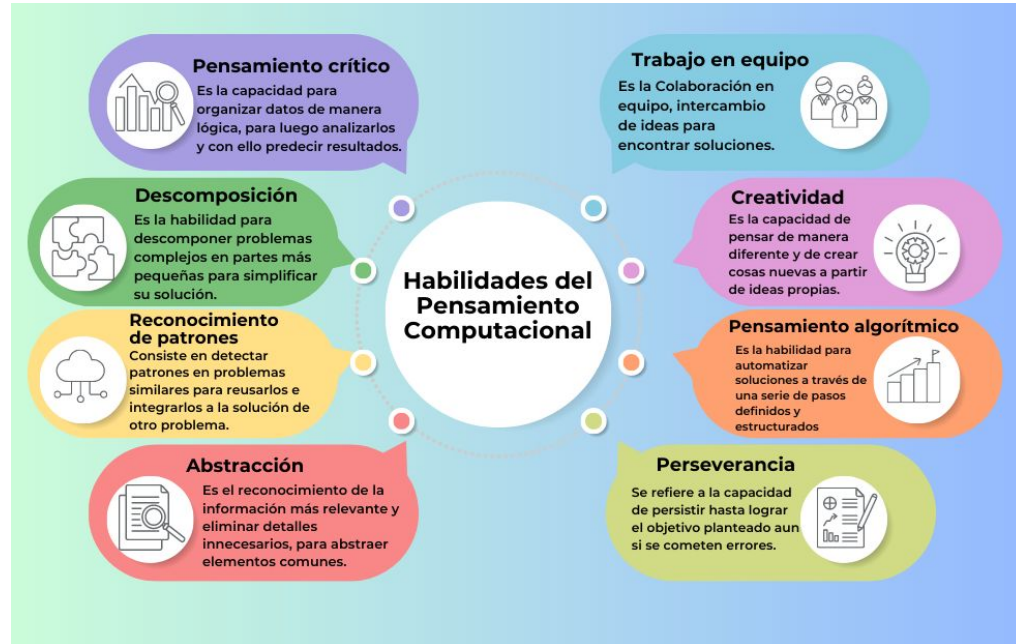 Pensamiento crítico
Es la capacidad para
organizar datos de manera
lógica, para luego analizarlos
y con ello predecir resultados.
Descomposición
Es la habilidad para
descomponer problemas
complejos en partes más
pequeñas para simplificar
su solución.
Reconocimiento
de patrones
Consiste en detectar
patrones en problemas
similares para reusarlos e
integrarlos a la solución de
otro problema.
Abstracción
Es el reconocimiento de la
información más relevante y
eliminar detalles
innecesarios, para abstraer
elementos comunes.
Habilidades del
Pensamiento
Computacional
Trabajo en equipo
Es la Colaboración en
equipo, intercambio
de ideas para
encontrar soluciones.
Creatividad
Es la capacidad de
pensar de manera
diferente y de crear
cosas nuevas a partir
de ideas propias.
Pensamiento algorítmico
Es la habilidad para
automatizar
soluciones a través de
una serie de pasos
definidos y
estructurados
Perseverancia
Se refiere a la capacidad
de persistir hasta lograr
el objetivo planteado aun
si se cometen errores.